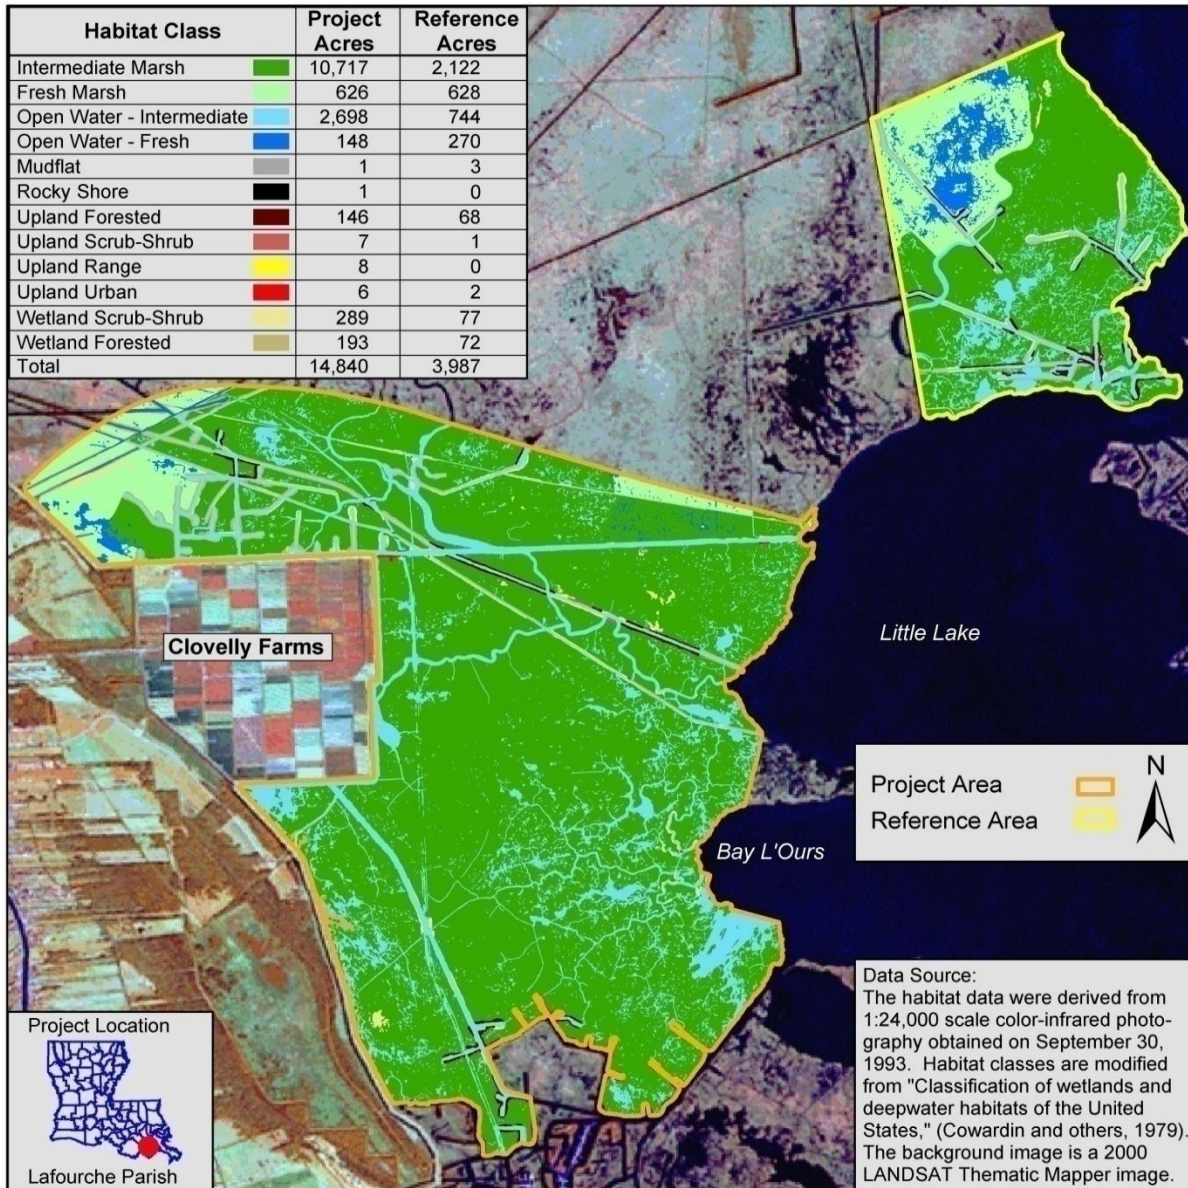 Habitat Class Project Acres Reference Acres
Intermediate Marsh 10,717 2,122
Fresh Marsh 626 628
Open Water - Intermediate 2,698 744
Open Water - Fresh 148 270
Mudflat 1 3
Rocky Shore 1 0
Upland Forested 146 68
Upland Scrub-Shrub 7 1
Upland Range 8 0
Upland Urban 6 2
Wetland Scrub-Shrub 289 77
Wetland Forested 193 72
Total 14,840 3,987
Clovelly Farms
Little Lake
Bay L'Ours
Project Area
Reference Area
N
Project Location
Lafourche Parish
Data Source:
The habitat data were derived from
1:24,000 scale color-infrared photo-
graphy obtained on September 30,
1993. Habitat classes are modified
from "Classification of wetlands and
deepwater habitats of the United
States," (Cowardin and others, 1979).
The background image is a 2000
LANDSAT Thematic Mapper image.